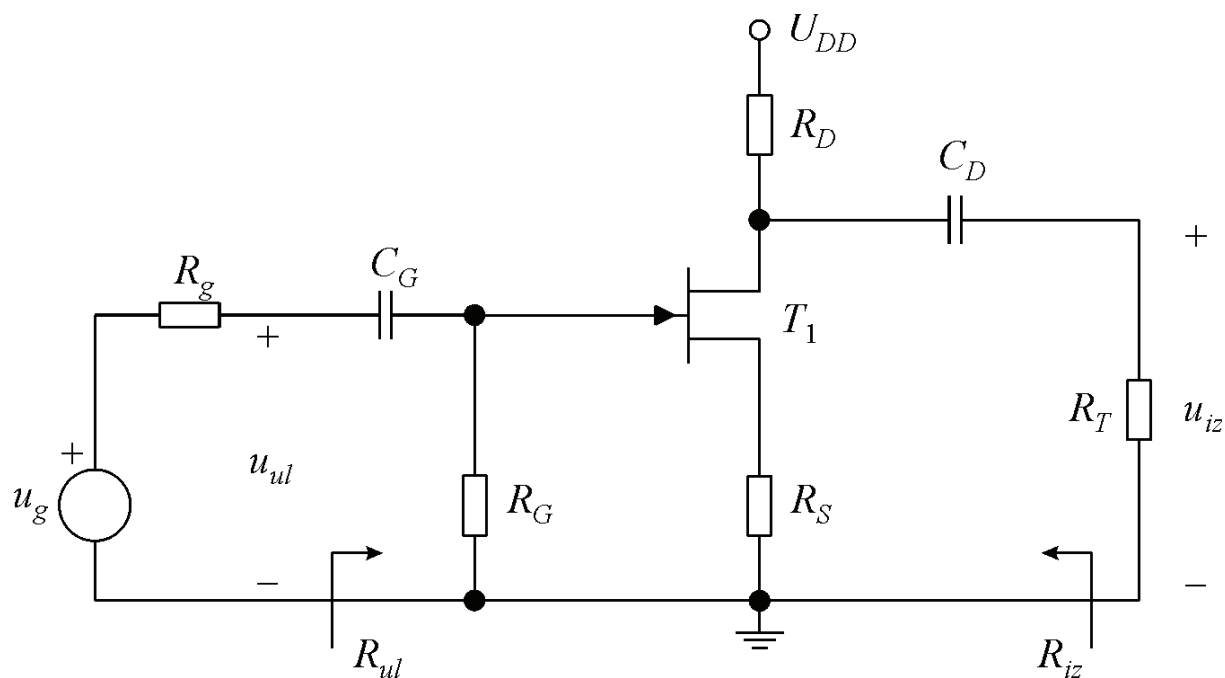 U_DD
R_D
C_D
+
R_g
C_G
+
T_1
+
R_T
u_iz
u_ul
u_g
R_G
R_S
−
−
R_ul
R_iz